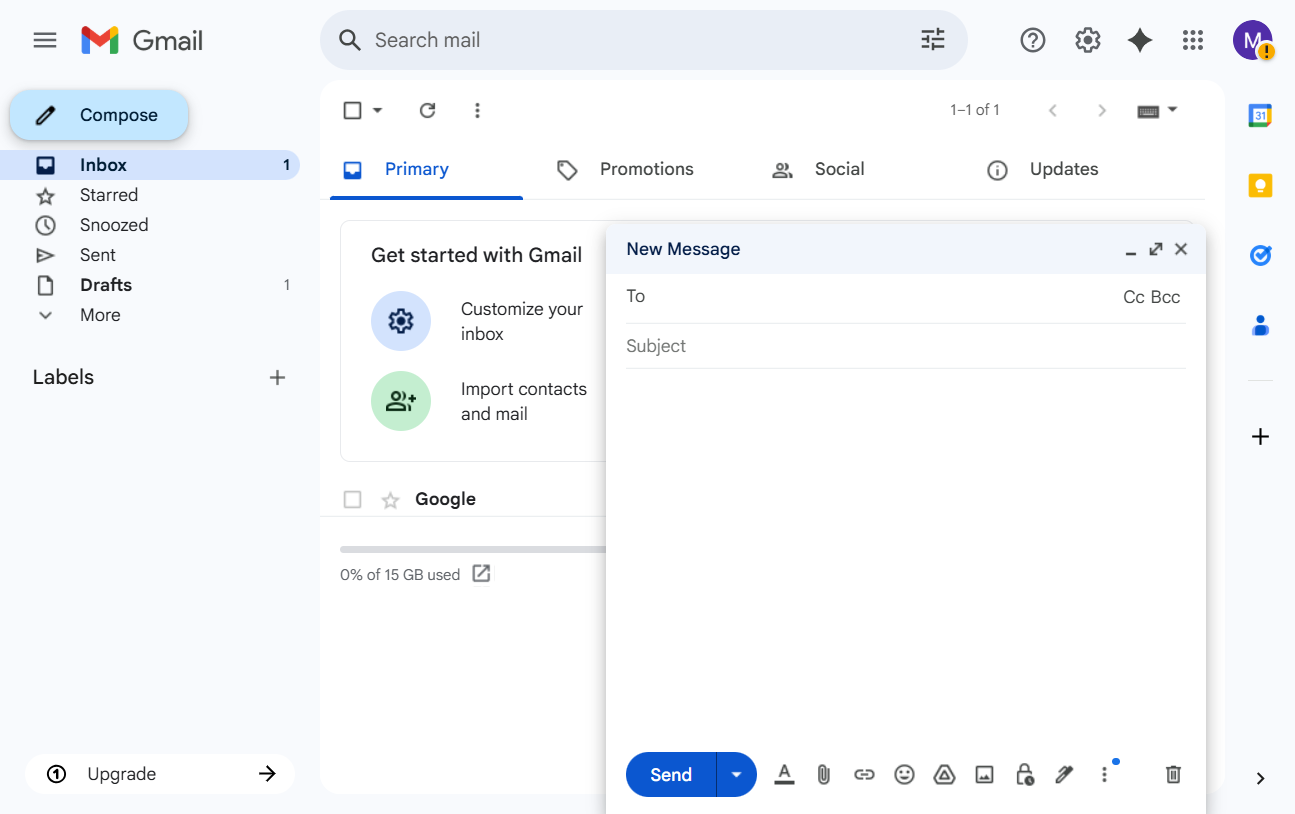 Gmail
Search mail
M
Compose
Inbox 1
Starred
Snoozed
Sent
Drafts 1
More
Labels
Upgrade
1–1 of 1
Primary
Promotions
Social
Updates
Get started with Gmail
Customize your
inbox
Import contacts
and mail
Google
0% of 15 GB used
New Message
To
Cc Bcc
Subject
Send
31